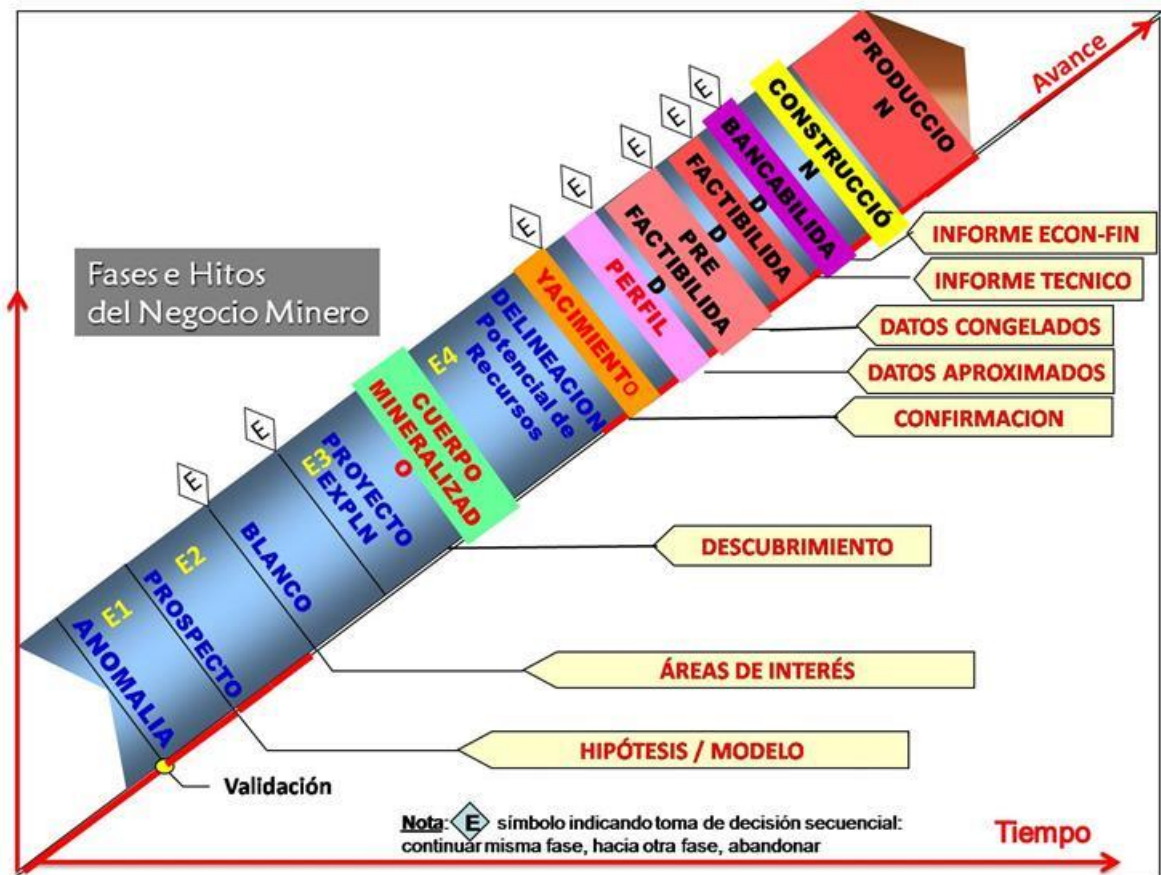 Fases e Hitos
del Negocio Minero
Avance
PRODUCCIO
N
CONSTRUCCIÓ
N
BANCABILIDA
D
FACTIBILIDA
D
PRE
FACTIBILIDA
D
PERFIL
YACIMIENTO
DELINEACION
Potencial de
Recursos
E4
CUERPO
MINERALIZAD
O
E3
PROYECTO
EXPLN
BLANCO
E2
PROSPECTO
E1
ANOMALIA
E
E
E
E
E
E
E
INFORME ECON-FIN
INFORME TECNICO
DATOS CONGELADOS
DATOS APROXIMADOS
CONFIRMACION
DESCUBRIMIENTO
ÁREAS DE INTERÉS
HIPÓTESIS / MODELO
Validación
Nota: E símbolo indicando toma de decisión secuencial:
continuar misma fase, hacia otra fase, abandonar
Tiempo